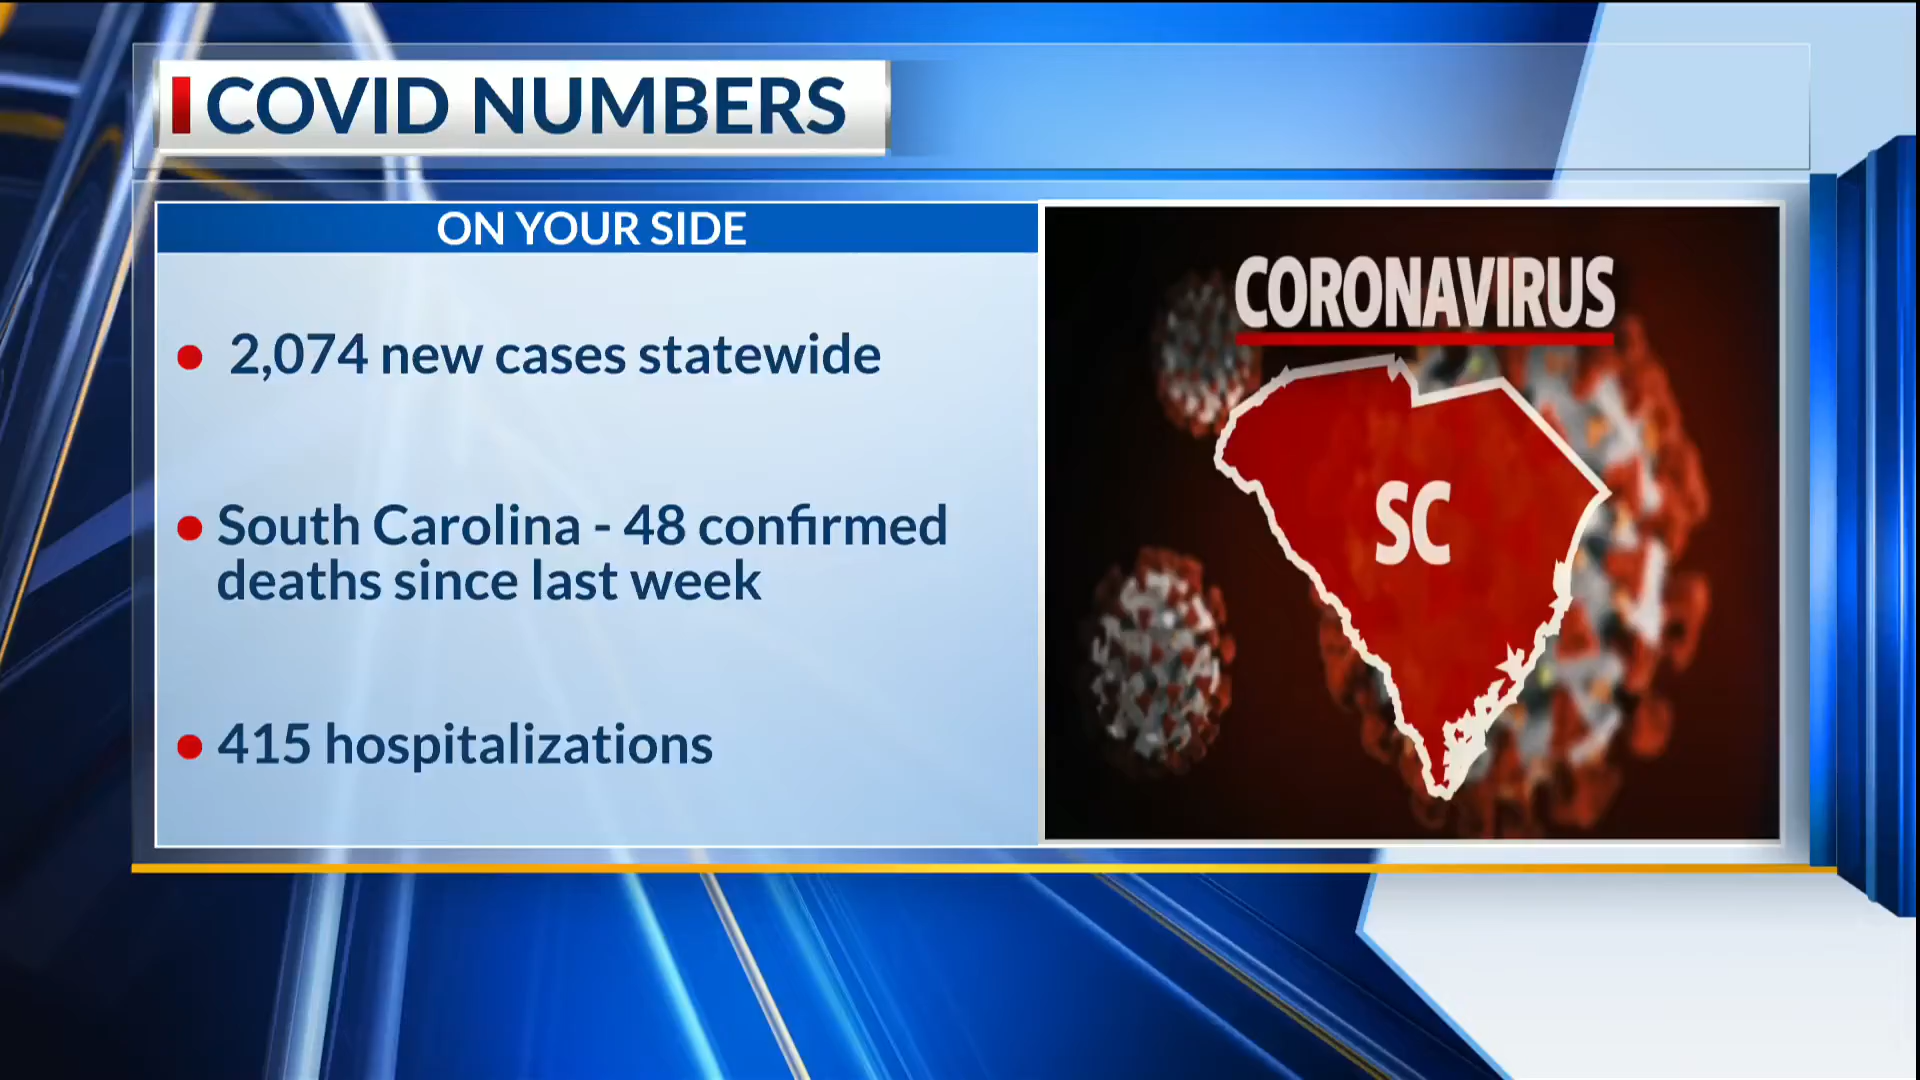 COVID NUMBERS
ON YOUR SIDE
2,074 new cases statewide
South Carolina - 48 confirmed
deaths since last week
415 hospitalizations
CORONAVIRUS
SC